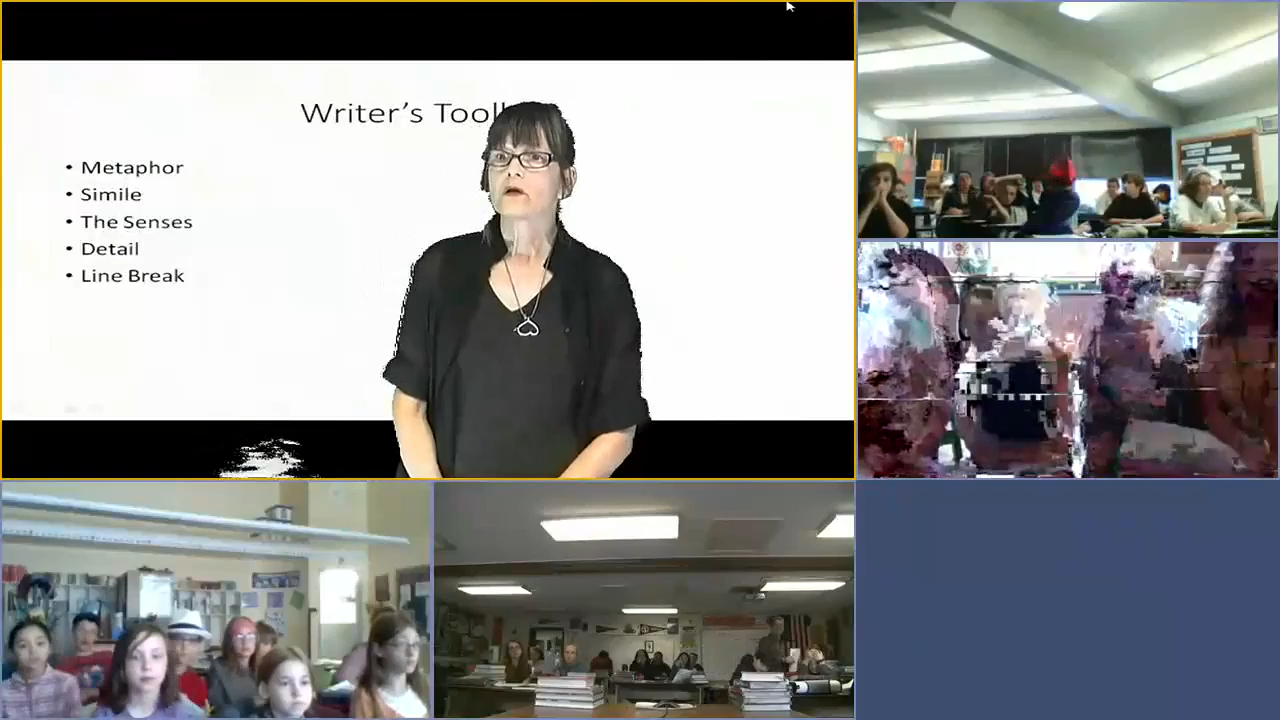 Writer's Tool
• Metaphor
• Simile
• The Senses
• Detail
• Line Break